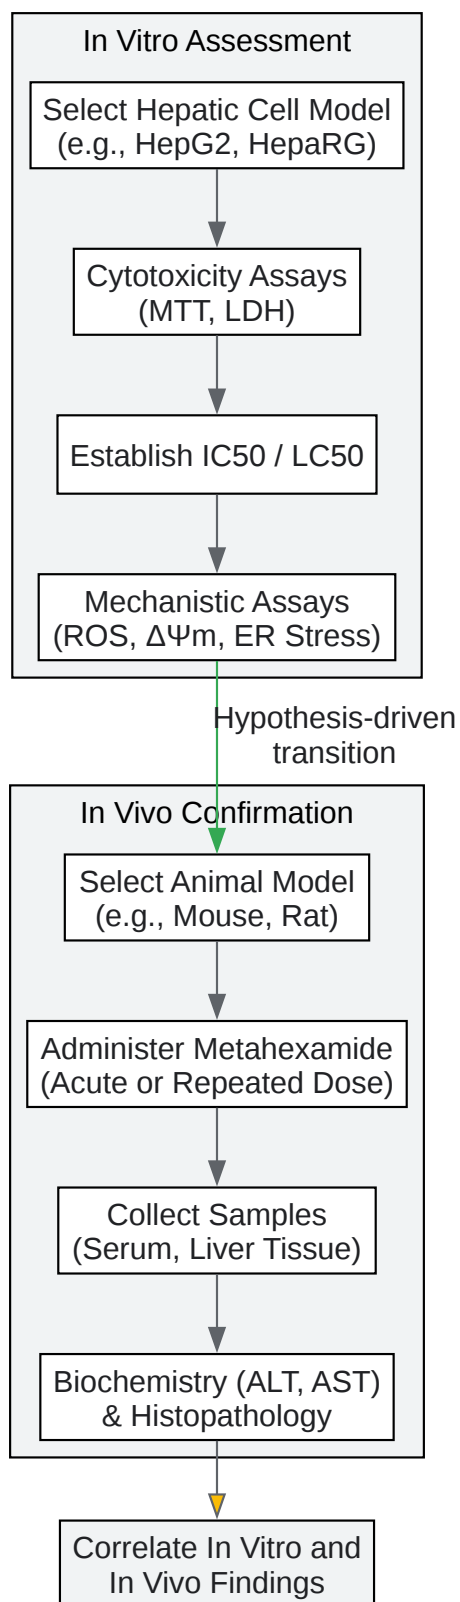 In Vitro Assessment
Select Hepatic Cell Model
(e.g., HepG2, HepaRG)
Cytotoxicity Assays
(MTT, LDH)
Establish IC50 / LC50
Mechanistic Assays
(ROS, ΔΨm, ER Stress)
Hypothesis-driven
transition
In Vivo Confirmation
Select Animal Model
(e.g., Mouse, Rat)
Administer Metahexamide
(Acute or Repeated Dose)
Collect Samples
(Serum, Liver Tissue)
Biochemistry (ALT, AST)
& Histopathology
Correlate In Vitro and
In Vivo Findings